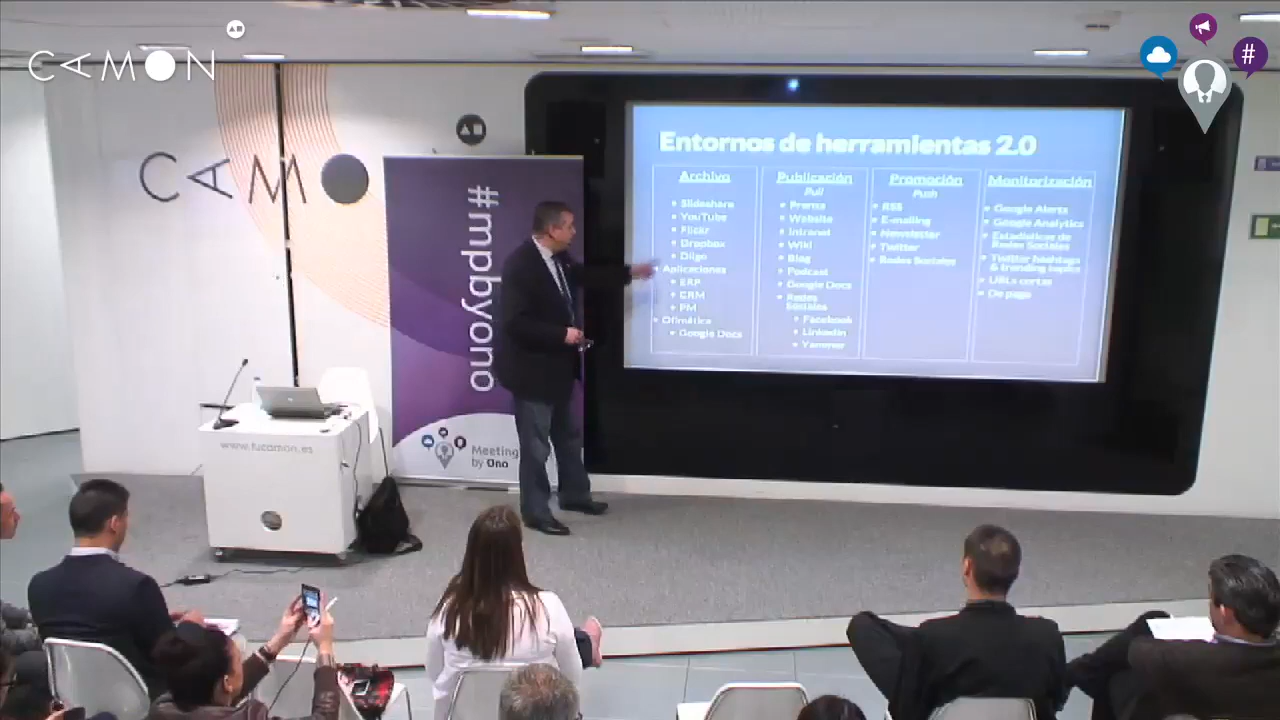 CAMON
#
CAMO
#mpbyono
Meeting
by Ono
www.tucamon.es
Entornos de herramientas 2.0
Archivo
Slideshare
YouTube
Flickr
Dropbox
Diigo
Aplicaciones
ERP
CRM
PM
Ofimática
Google Docs
Publicación
Pull
Prensa
Website
Intranet
Wiki
Blog
Podcast
Google Docs
Redes
Sociales
Facebook
Linkedin
Yammer
Promoción
Push
RSS
E-mailing
Newsletter
Twitter
Redes Sociales
Monitorización
Google Alerts
Google Analytics
Estadísticas de
Redes Sociales
Twitter hashtags
& trending topics
URLs cortas
De pago